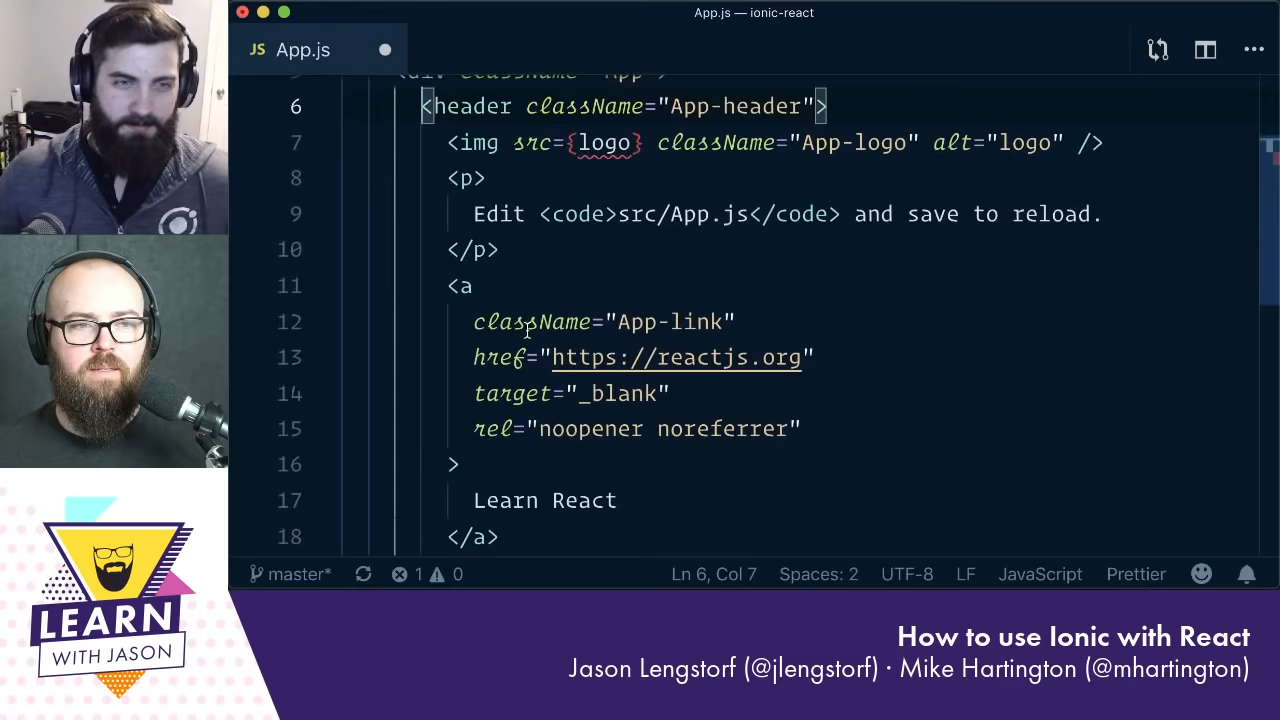 App.js — ionic-react
JS App.js
<div className="App">
6 <header className="App-header">
7 <img src={logo} className="App-logo" alt="logo" />
8 <p>
9 Edit <code>src/App.js</code> and save to reload.
10 </p>
11 <a
12 className="App-link"
13 href="https://reactjs.org"
14 target="_blank"
15 rel="noopener noreferrer"
16 >
17 Learn React
18 </a>
master* 1 0 Ln 6, Col 7 Spaces: 2 UTF-8 LF JavaScript Prettier
LEARN
WITH JASON
How to use Ionic with React
Jason Lengstorf (@jlengstorf) · Mike Hartington (@mhartington)